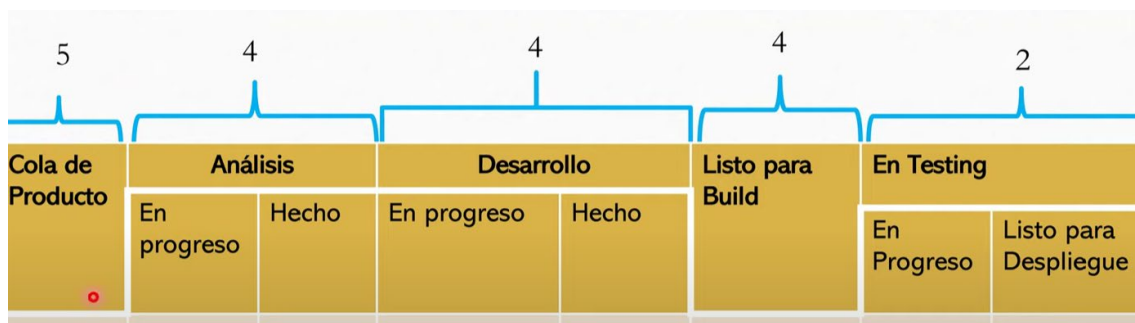 5
4
4
4
2
Cola de
Producto
Análisis
Desarrollo
Listo para
Build
En Testing
En
progreso
Hecho
En progreso
Hecho
En
Progreso
Listo para
Despliegue